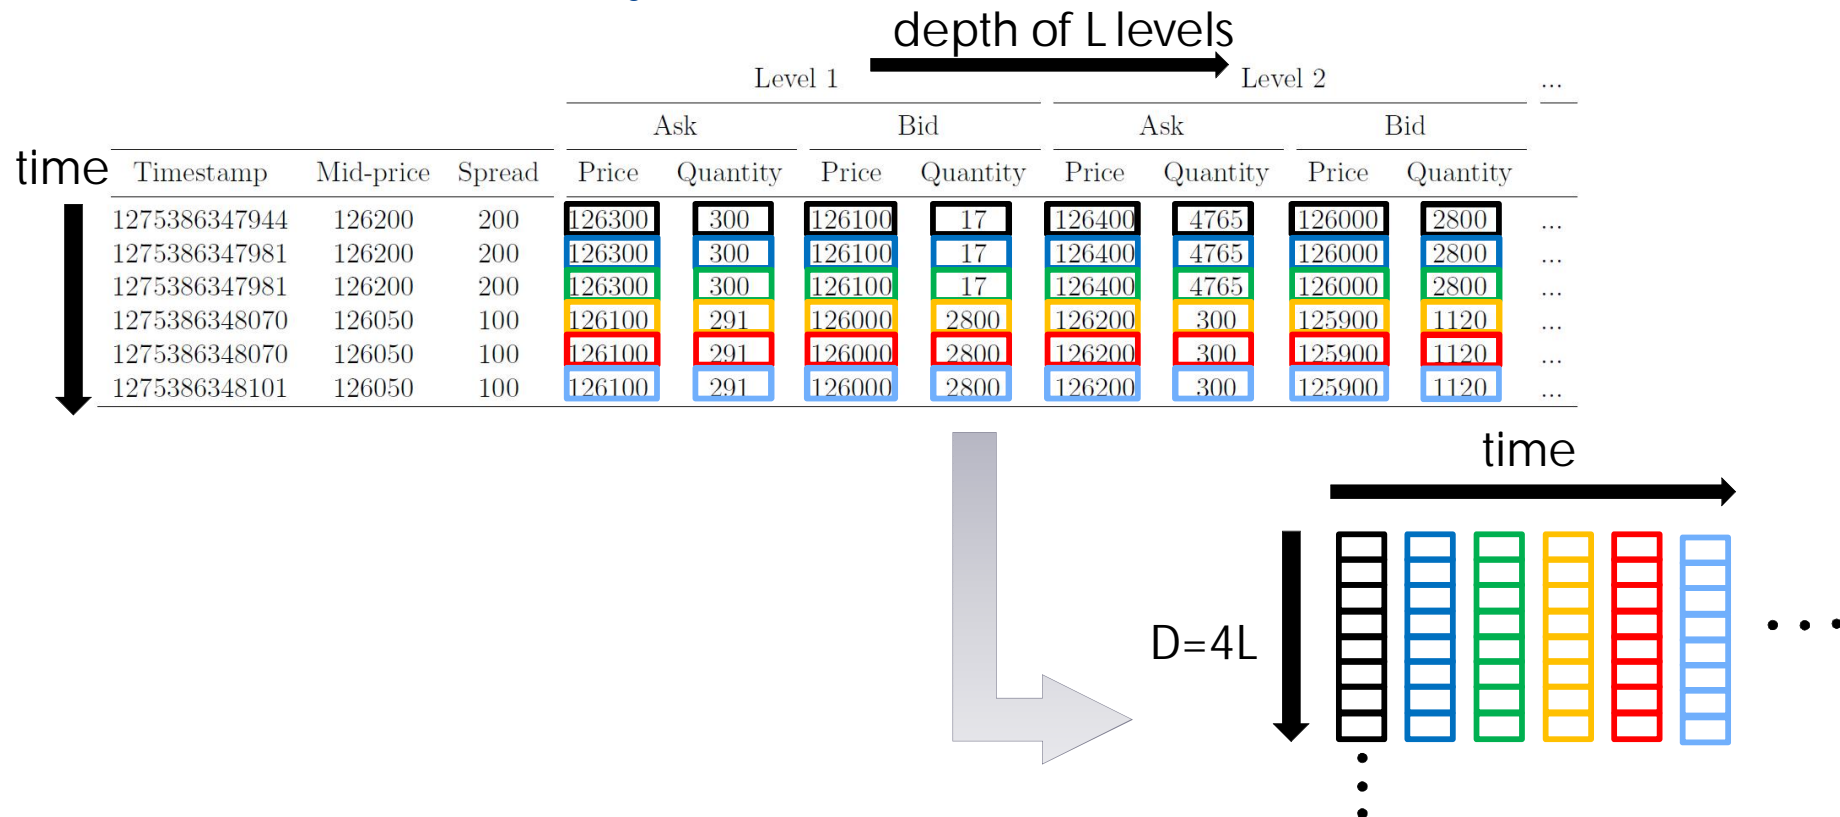 depth of L levels
Level 1 Level 2 ...
Ask Bid Ask Bid
time
Timestamp Mid-price Spread Price Quantity Price Quantity Price Quantity Price Quantity
1275386347944 126200 200 126300 300 126100 17 126400 4765 126000 2800 ...
1275386347981 126200 200 126300 300 126100 17 126400 4765 126000 2800 ...
1275386347981 126200 200 126300 300 126100 17 126400 4765 126000 2800 ...
1275386348070 126050 100 126100 291 126000 2800 126200 300 125900 1120 ...
1275386348070 126050 100 126100 291 126000 2800 126200 300 125900 1120 ...
1275386348101 126050 100 126100 291 126000 2800 126200 300 125900 1120 ...
time
D=4L